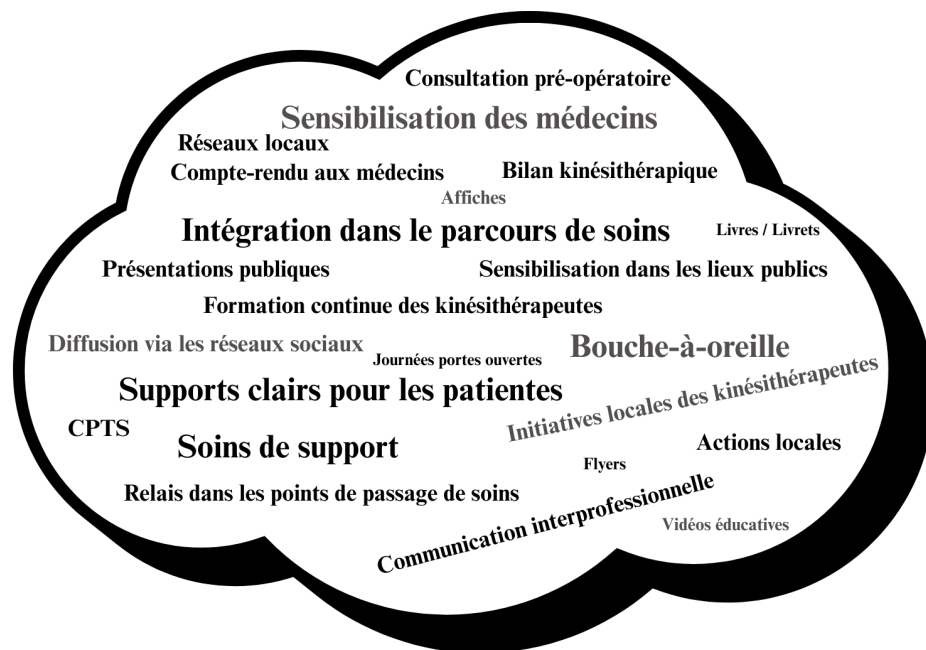 Consultation pré-opératoire
Sensibilisation des médecins
Réseaux locaux
Compte-rendu aux médecins
Bilan kinésithérapique
Affiches
Intégration dans le parcours de soins
Livres / Livrets
Présentations publiques
Sensibilisation dans les lieux publics
Formation continue des kinésithérapeutes
Diffusion via les réseaux sociaux
Journées portes ouvertes
Bouche-à-oreille
Supports clairs pour les patientes
Initiatives locales des kinésithérapeutes
CPTS
Soins de support
Actions locales
Flyers
Relais dans les points de passage de soins
Communication interprofessionnelle
Vidéos éducatives